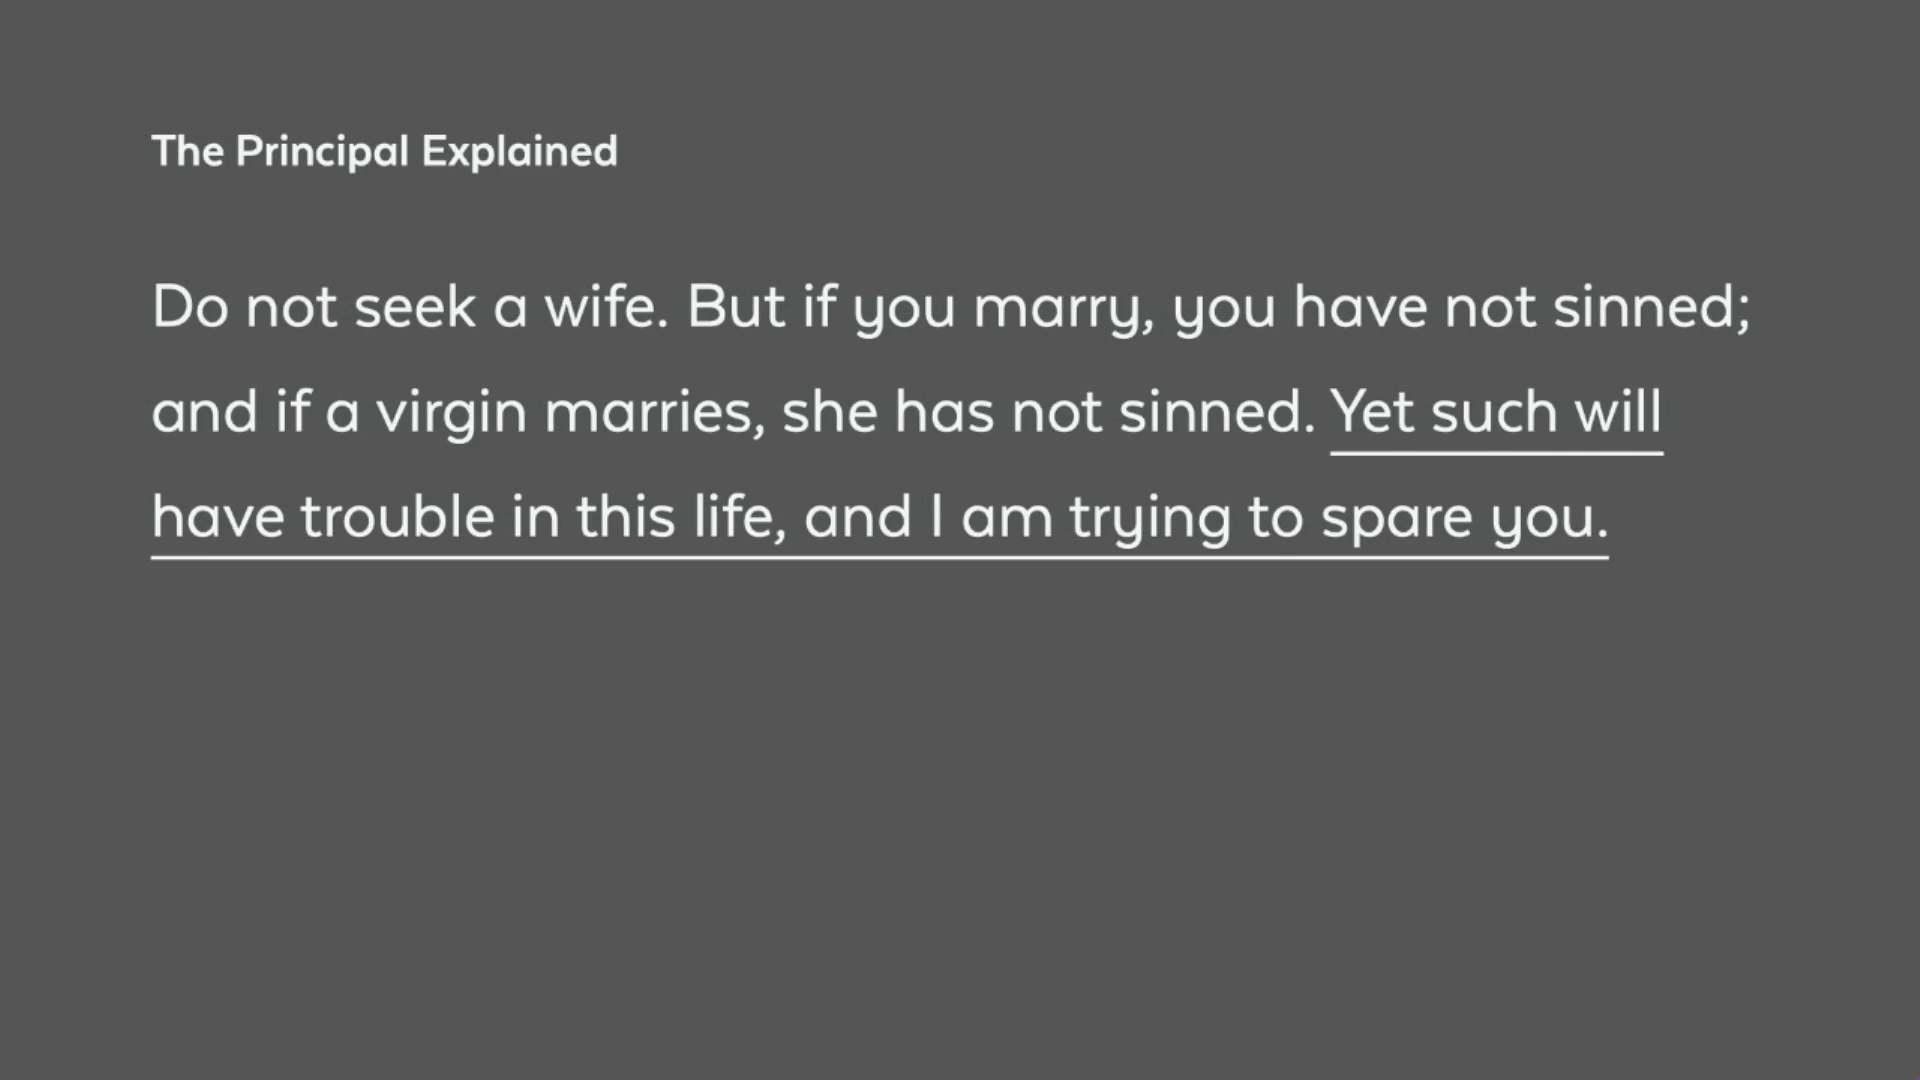 The Principal Explained
Do not seek a wife. But if you marry, you have not sinned;
and if a virgin marries, she has not sinned. Yet such will
have trouble in this life, and I am trying to spare you.